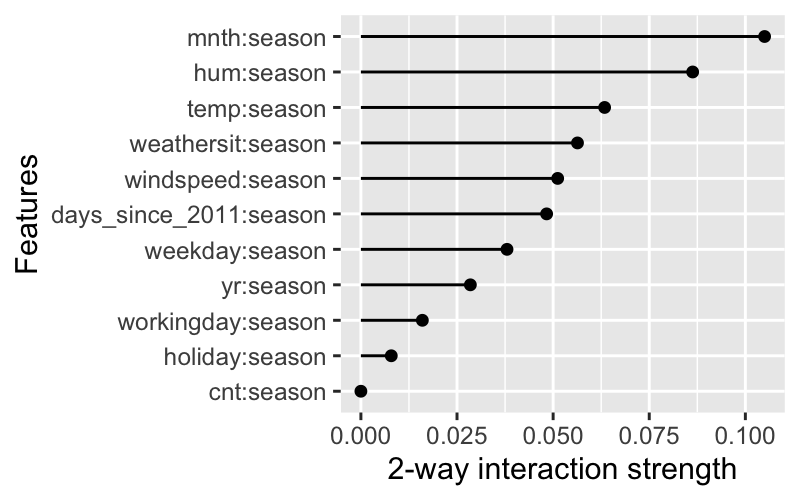 mnth:season
hum:season
temp:season
weathersit:season
windspeed:season
days_since_2011:season
weekday:season
yr:season
workingday:season
holiday:season
cnt:season
Features
0.000 0.025 0.050 0.075 0.100
2-way interaction strength